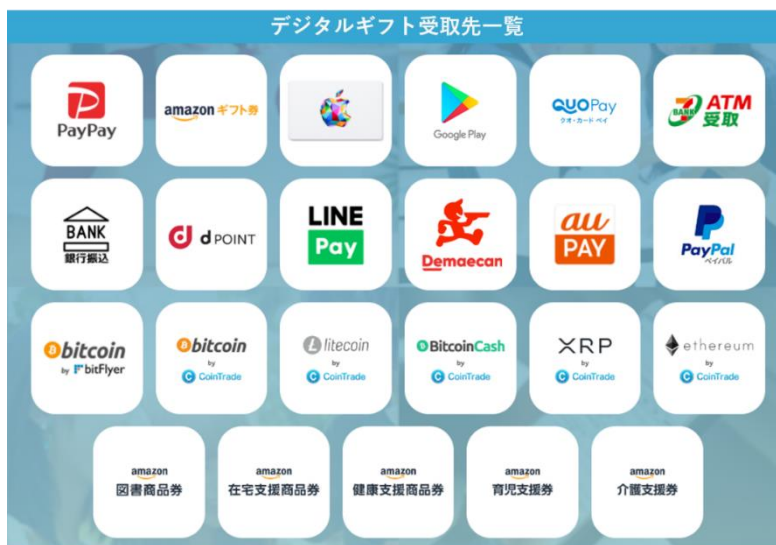 デジタルギフト受取先一覧
PayPay
amazon ギフト券
Google Play
QUOPay
クオ・カード ペイ
7 BANK
ATM
受取
BANK
銀行振込
d POINT
LINE
Pay
Demaecan
au
PAY
PayPal
ペイパル
bitcoin
by bitFlyer
bitcoin
by
CoinTrade
litecoin
by
CoinTrade
BitcoinCash
by
CoinTrade
XRP
by
CoinTrade
ethereum
by
CoinTrade
amazon
図書商品券
amazon
在宅支援商品券
amazon
健康支援商品券
amazon
育児支援券
amazon
介護支援券